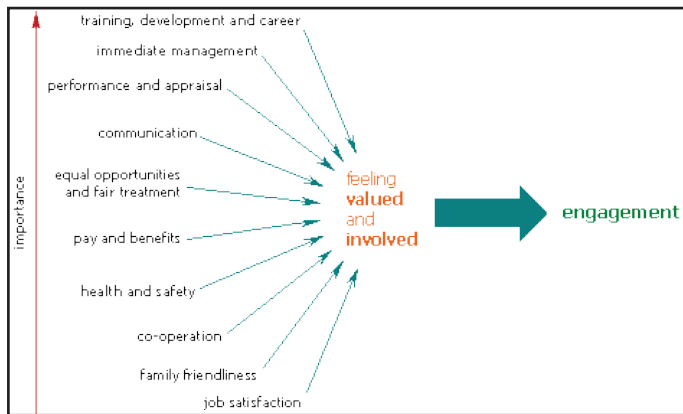 training, development and career
immediate management
performance and appraisal
communication
equal opportunities
and fair treatment
pay and benefits
health and safety
co-operation
family friendliness
job satisfaction
importance
feeling
valued
and
involved
engagement